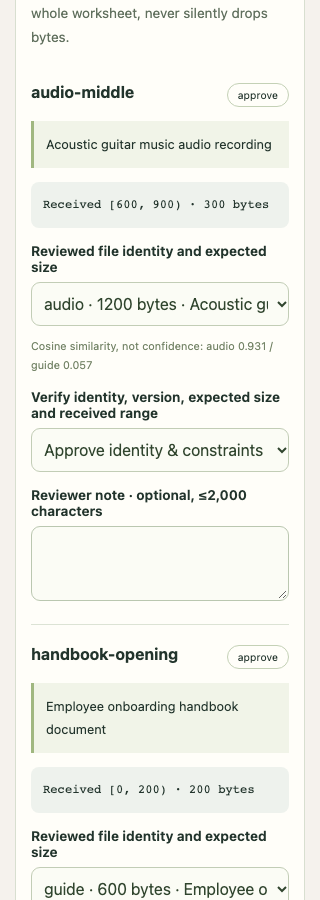 whole worksheet, never silently drops
bytes.
audio-middle
approve
Acoustic guitar music audio recording
Received [600, 900) · 300 bytes
Reviewed file identity and expected
size
audio · 1200 bytes · Acoustic gu
Cosine similarity, not confidence: audio 0.931 /
guide 0.057
Verify identity, version, expected size
and received range
Approve identity & constraints
Reviewer note · optional, ≤2,000
characters
handbook-opening
approve
Employee onboarding handbook
document
Received [0, 200) · 200 bytes
Reviewed file identity and expected
size
guide · 600 bytes · Employee o